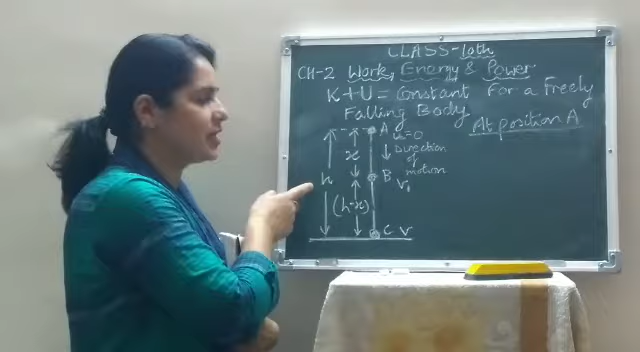 CLASS-10th
CH-2 Work, Energy & Power
K+U = Constant For a Freely
Falling Body
At position A
A u=0
Direction
of
motion
x
B
V₁
h
(h-x)
C V